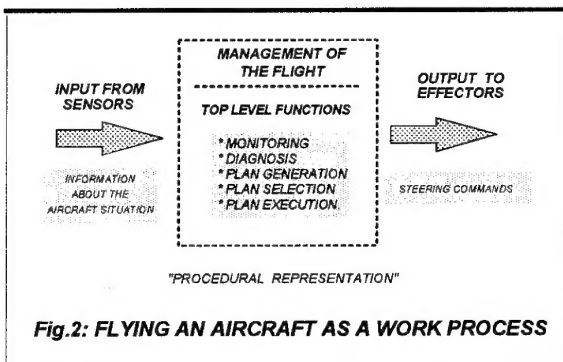 MANAGEMENT OF
THE FLIGHT
INPUT FROM
SENSORS
INFORMATION
ABOUT THE
AIRCRAFT SITUATION
TOP LEVEL FUNCTIONS
* MONITORING
* DIAGNOSIS
* PLAN GENERATION
* PLAN SELECTION
* PLAN EXECUTION
OUTPUT TO
EFFECTORS
STEERING COMMANDS
"PROCEDURAL REPRESENTATION"
Fig.2: FLYING AN AIRCRAFT AS A WORK PROCESS